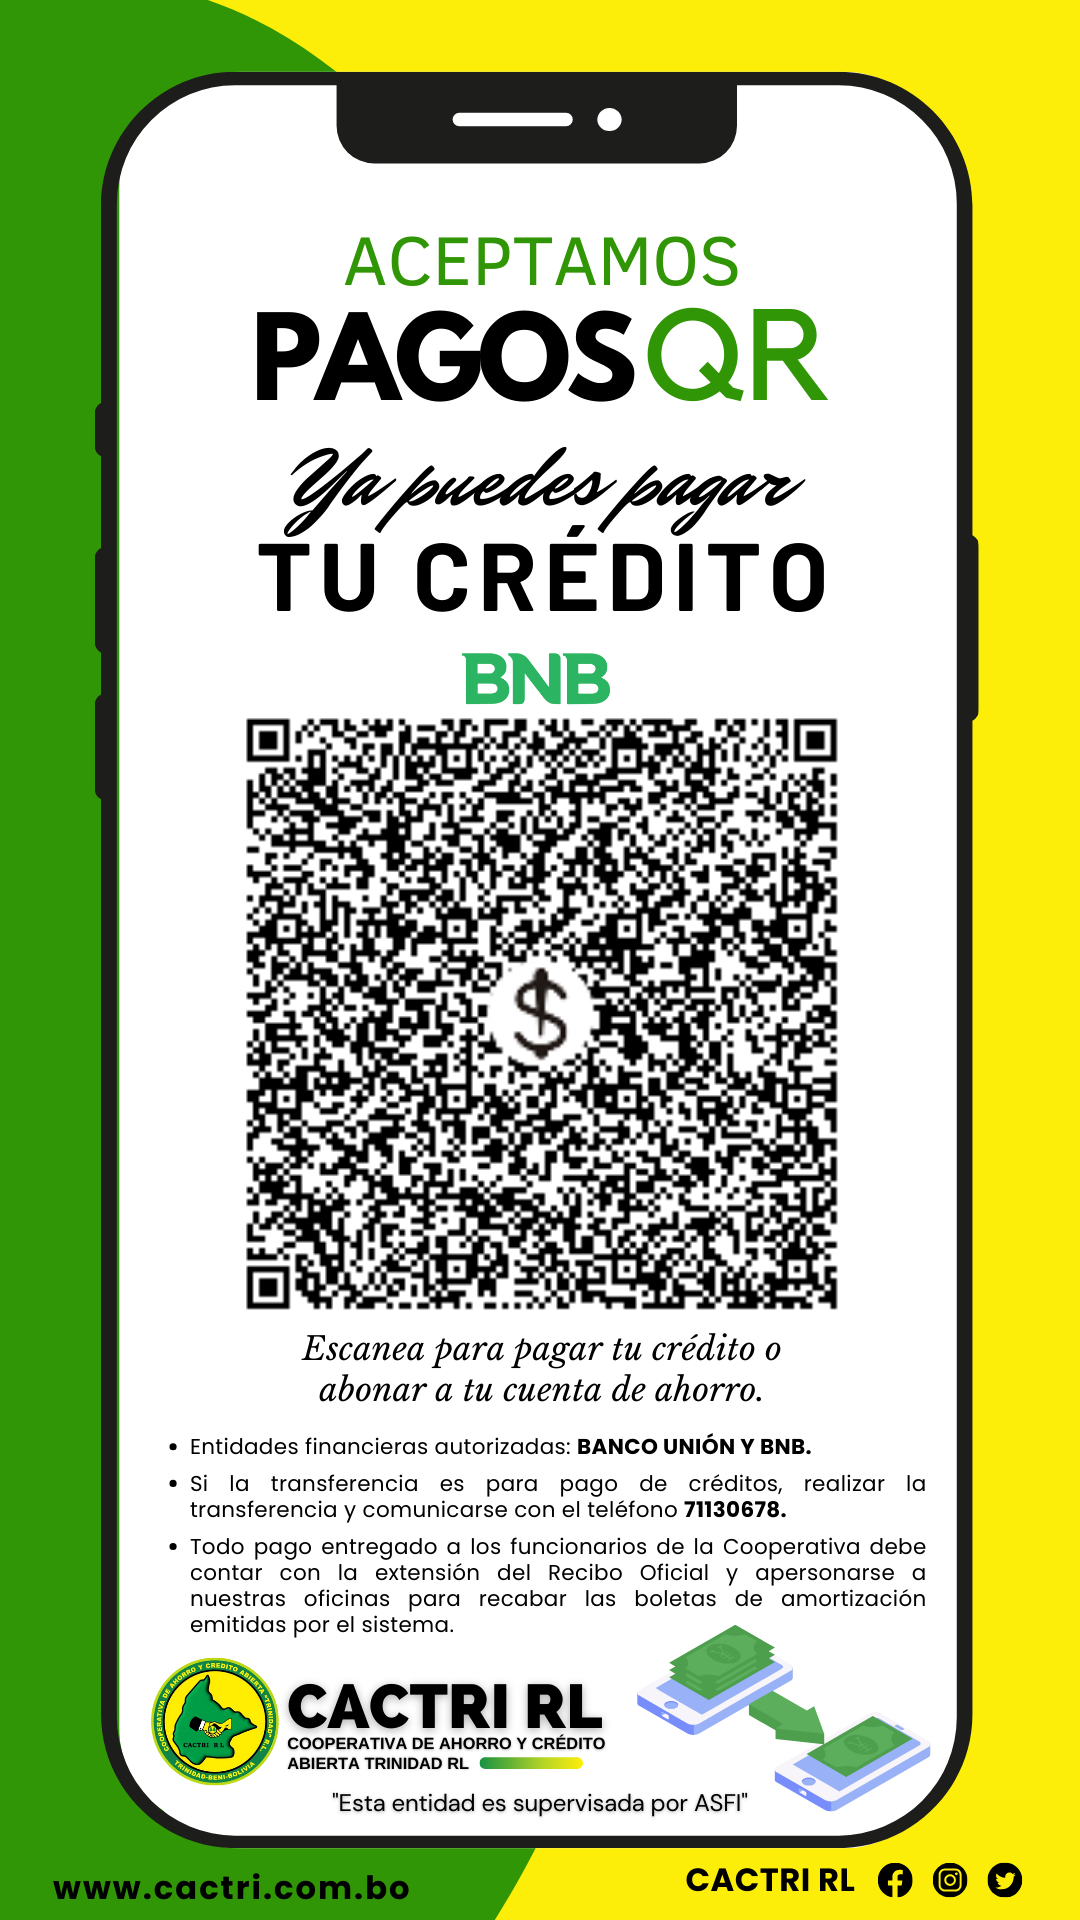 ACEPTAMOS
PAGOS QR
Ya puedes pagar
TU CRÉDITO
BNB
$
Escanea para pagar tu crédito o
abonar a tu cuenta de ahorro.
• Entidades financieras autorizadas: BANCO UNIÓN Y BNB.
• Si la transferencia es para pago de créditos, realizar la
transferencia y comunicarse con el teléfono 71130678.
• Todo pago entregado a los funcionarios de la Cooperativa debe
contar con la extensión del Recibo Oficial y apersonarse a
nuestras oficinas para recabar las boletas de amortización
emitidas por el sistema.
COOPERATIVA DE AHORRO Y CREDITO ABIERTA "TRINIDAD" R.L.
CACTRI R L
TRINIDAD-BENI-BOLIVIA
CACTRI RL
COOPERATIVA DE AHORRO Y CRÉDITO
ABIERTA TRINIDAD RL
"Esta entidad es supervisada por ASFI"
www.cactri.com.bo
CACTRI RL